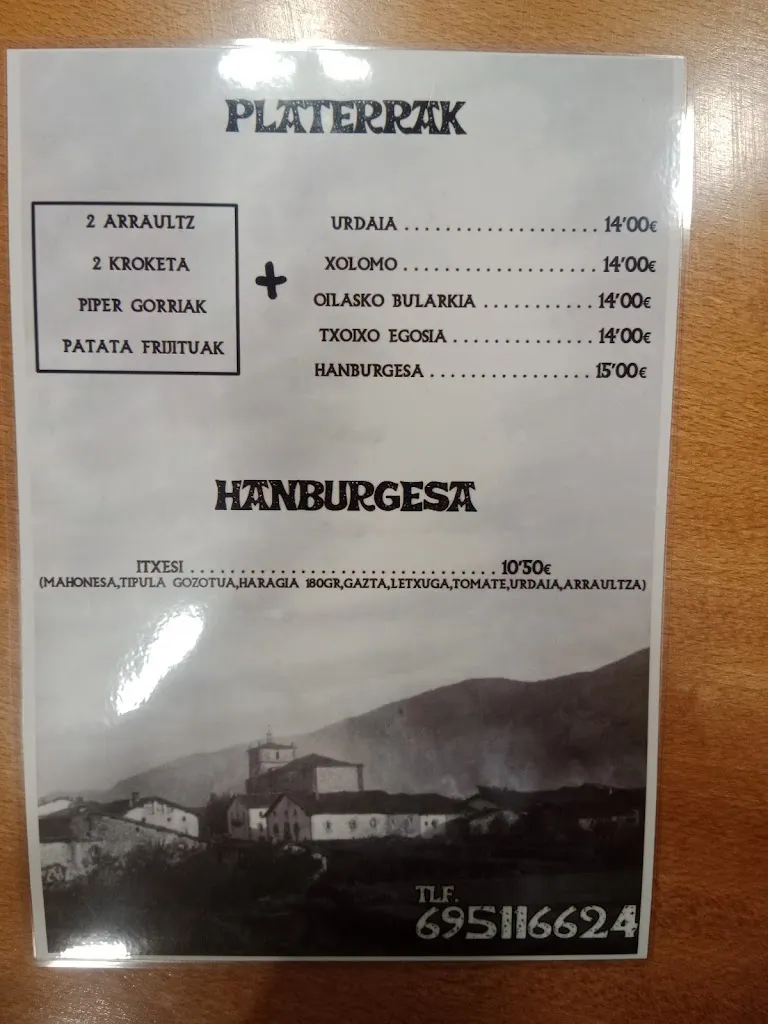 PLATERRAK
2 ARRAULTZ
2 KROKETA
PIPER GORRIAK
PATATA FRIJITUAK
+
URDAIA ................... 14'00€
XOLOMO ................... 14'00€
OILASKO BULARKIA ........... 14'00€
TXOIXO EGOSIA .............. 14'00€
HANBURGESA ................ 15'00€
HANBURGESA
ITXESI ............................... 10'50€
(MAHONESA,TIPULA GOZOTUA,HARAGIA 180GR,GAZTA,LETXUGA,TOMATE,URDAIA,ARRAULTZA)
TLF.
695116624